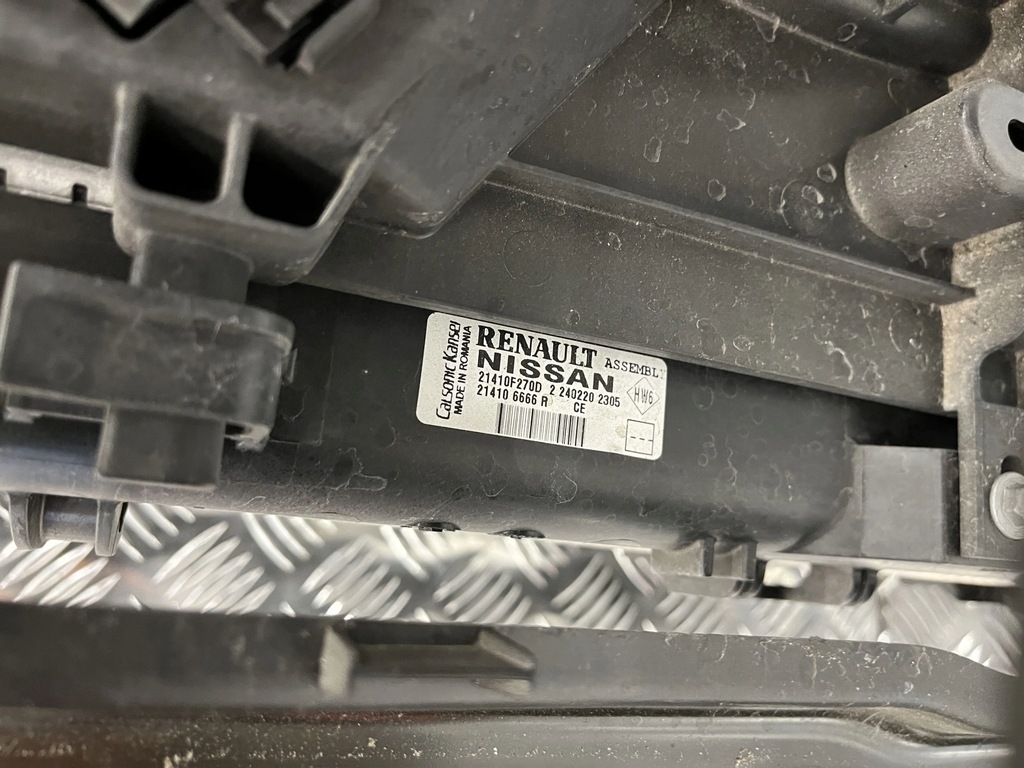 Calsonic Kansei
MADE IN ROMANIA
RENAULT ASSEMBLY
NISSAN
21410F270D 2 240220 2305
21410 6666 R CE
HW6
---